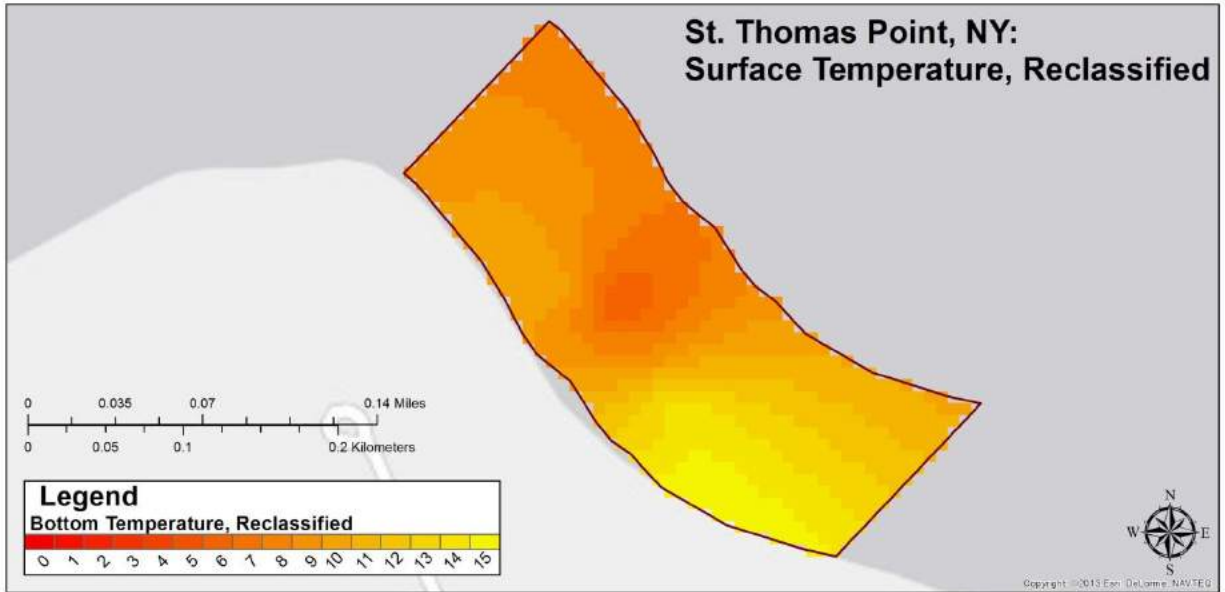 St. Thomas Point, NY:
Surface Temperature, Reclassified
0 0.035 0.07 0.14 Miles
0 0.05 0.1 0.2 Kilometers
Legend
Bottom Temperature, Reclassified
0 1 2 3 4 5 6 7 8 9 10 11 12 13 14 15
N
W E
S
Copyright: ©2013 Esri, DeLorme, NAVTEQ